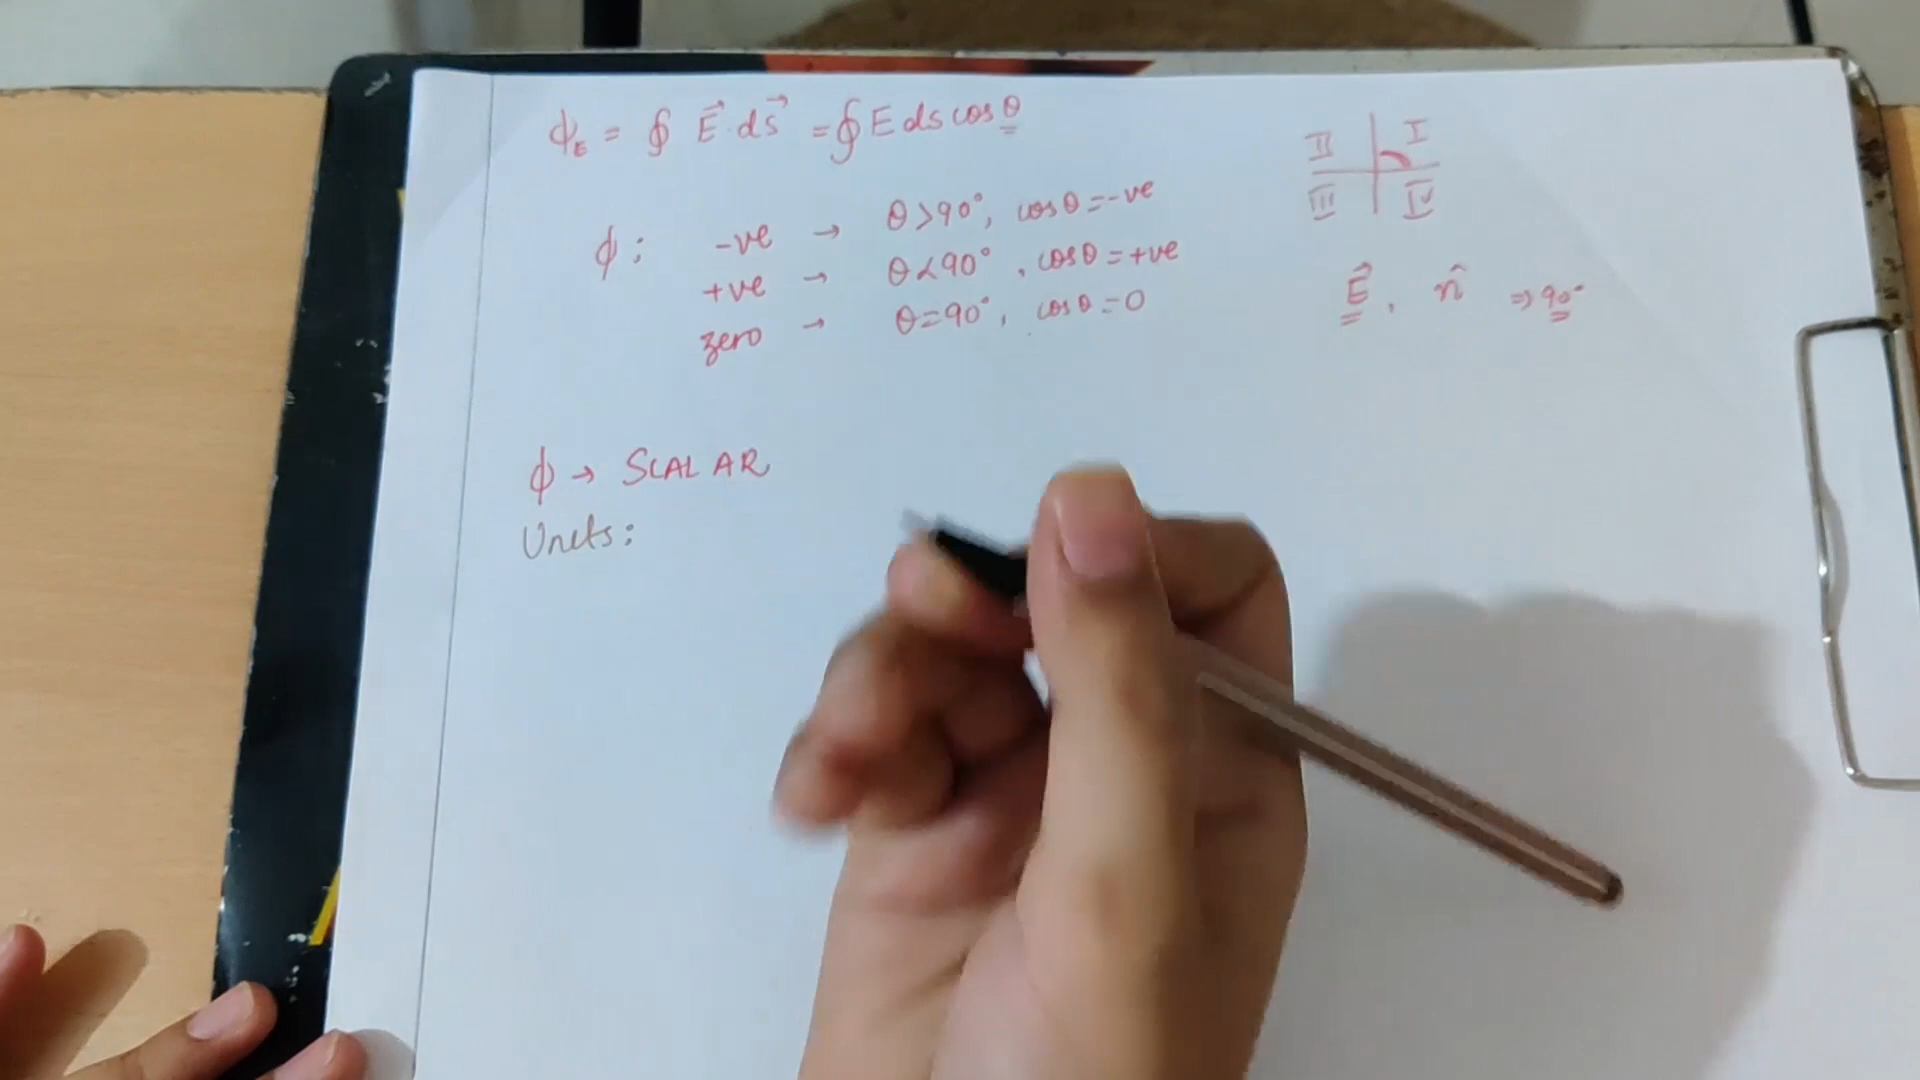 ϕ_E = ∮ E⃗·ds⃗ = ∮ E ds cos θ
II I
III IV
ϕ: -ve → θ>90°, cosθ=-ve
+ve → θ<90°, cosθ=+ve
zero → θ=90°, cosθ=0
E⃗, n̂ ⇒ 90°
ϕ → SCALAR
Units: